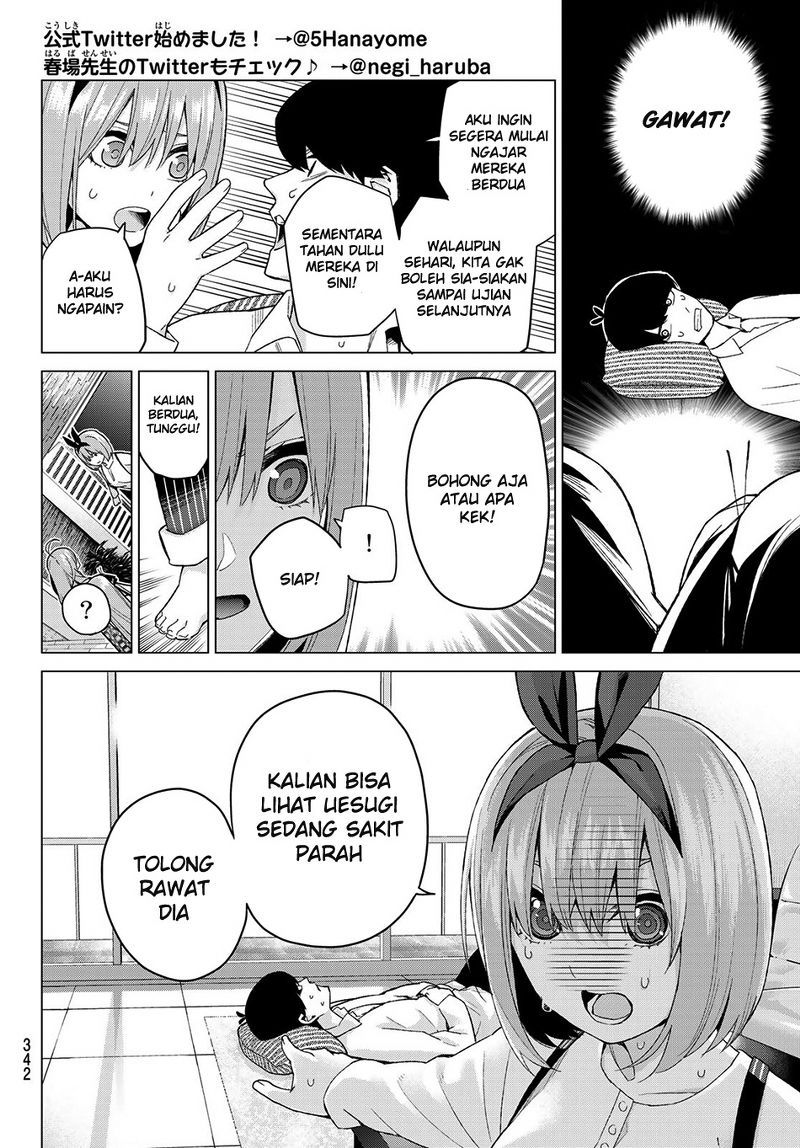 こうしき はじ
公式Twitter始めました！ →@5Hanayome
はるばせんせい
春場先生のTwitterもチェック♪ →@negi_haruba
GAWAT!
AKU INGIN
SEGERA MULAI
NGAJAR
MEREKA
BERDUA
WALAUPUN
SEHARI, KITA GAK
BOLEH SIA-SIAKAN
SAMPAI UJIAN
SELANJUTNYA
SEMENTARA
TAHAN DULU
MEREKA DI
SINI!
A-AKU
HARUS
NGAPAIN?
BOHONG AJA
ATAU APA
KEK!
!
SIAP!
KALIAN
BERDUA,
TUNGGU!
?
KALIAN BISA
LIHAT UESUGI
SEDANG SAKIT
PARAH
TOLONG
RAWAT
DIA
342